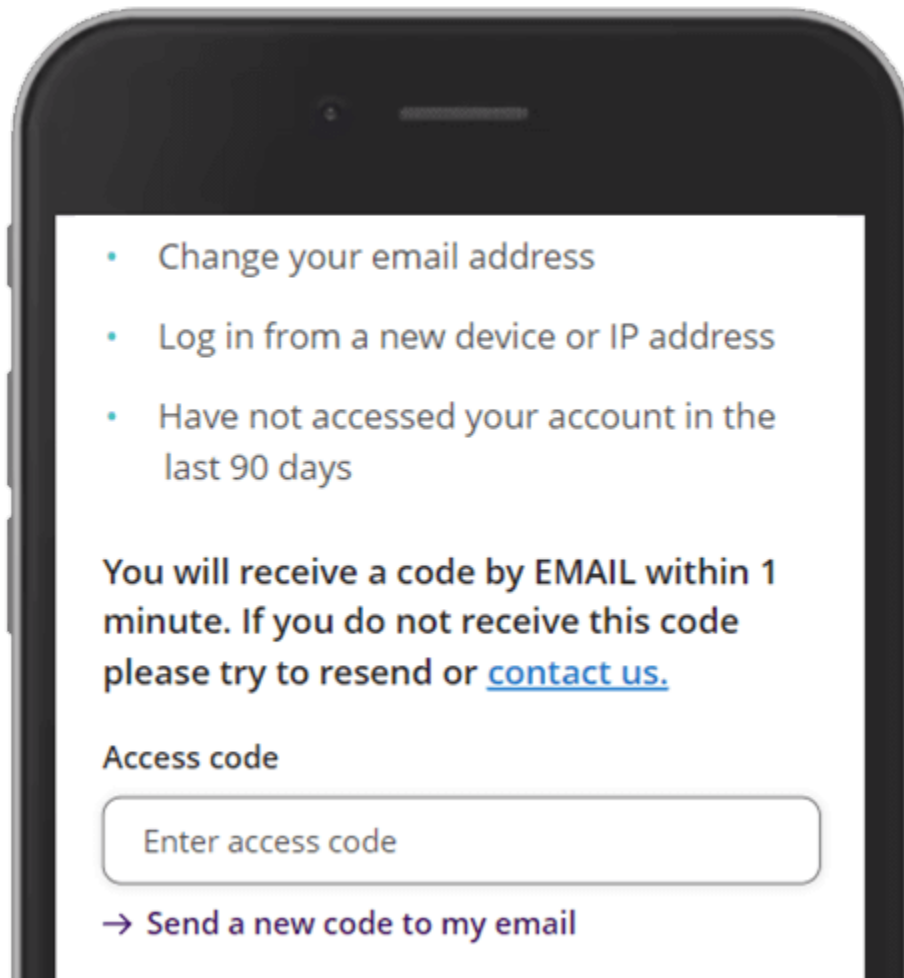 • Change your email address
• Log in from a new device or IP address
• Have not accessed your account in the
last 90 days
You will receive a code by EMAIL within 1
minute. If you do not receive this code
please try to resend or contact us.
Access code
Enter access code
→ Send a new code to my email